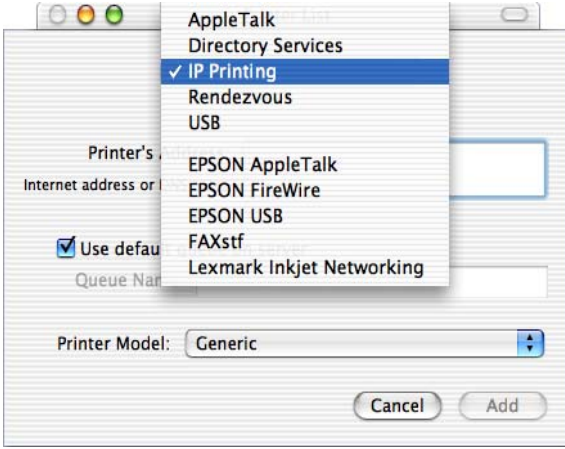 AppleTalk
Directory Services
✓ IP Printing
Rendezvous
USB
Printer's
EPSON AppleTalk
Internet address or
EPSON FireWire
EPSON USB
Use defau
FAXstf
Lexmark Inkjet Networking
Queue Nar
Printer Model: Generic
Cancel Add